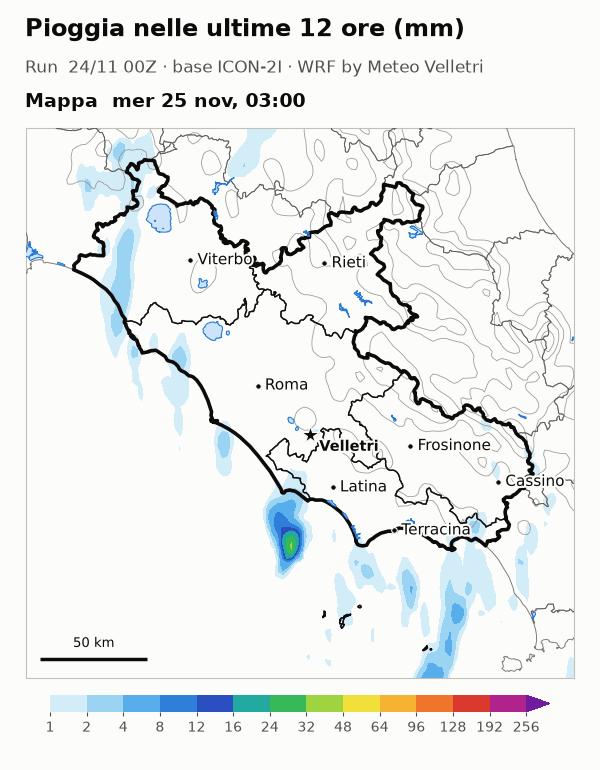 Pioggia nelle ultime 12 ore (mm)
Run 24/11 00Z · base ICON-2I · WRF by Meteo Velletri
Mappa mer 25 nov, 03:00
Viterbo
Rieti
Roma
Velletri
Frosinone
Cassino
Latina
Terracina
50 km
1 2 4 8 12 16 24 32 48 64 96 128 192 256